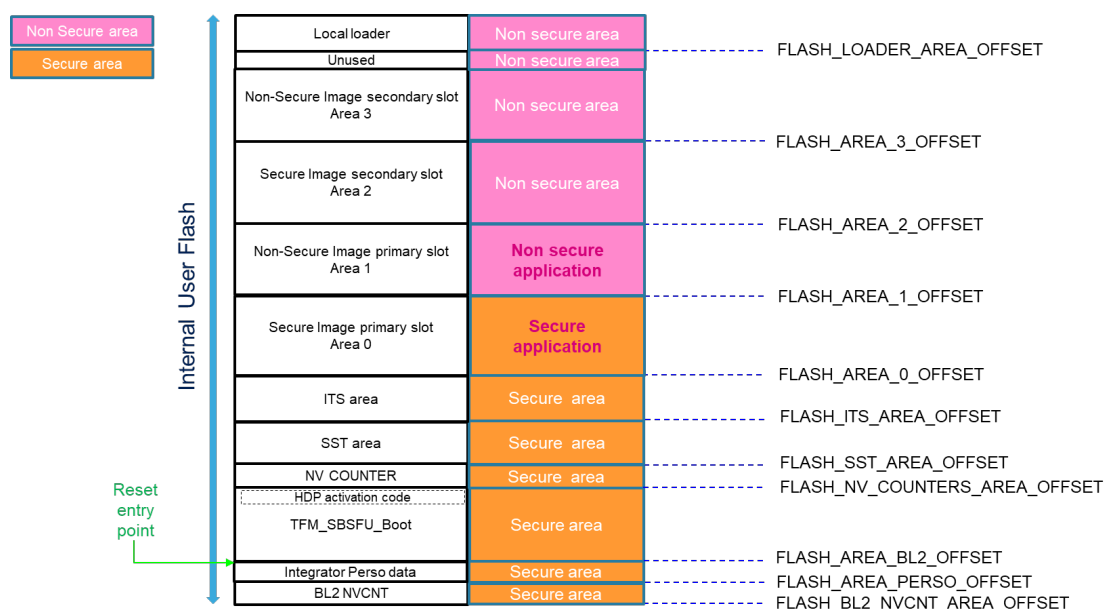 Non Secure area
Secure area
Internal User Flash
Reset
entry
point
Local loader
Non secure area
FLASH_LOADER_AREA_OFFSET
Unused
Non secure area
Non-Secure Image secondary slot
Area 3
Non secure area
FLASH_AREA_3_OFFSET
Secure Image secondary slot
Area 2
Non secure area
FLASH_AREA_2_OFFSET
Non-Secure Image primary slot
Area 1
Non secure
application
FLASH_AREA_1_OFFSET
Secure Image primary slot
Area 0
Secure
application
FLASH_AREA_0_OFFSET
ITS area
Secure area
FLASH_ITS_AREA_OFFSET
SST area
Secure area
FLASH_SST_AREA_OFFSET
NV COUNTER
Secure area
FLASH_NV_COUNTERS_AREA_OFFSET
HDP activation code
TFM_SBSFU_Boot
Secure area
FLASH_AREA_BL2_OFFSET
Integrator Perso data
Secure area
FLASH_AREA_PERSO_OFFSET
BL2 NVCNT
Secure area
FLASH_BL2_NVCNT_AREA_OFFSET